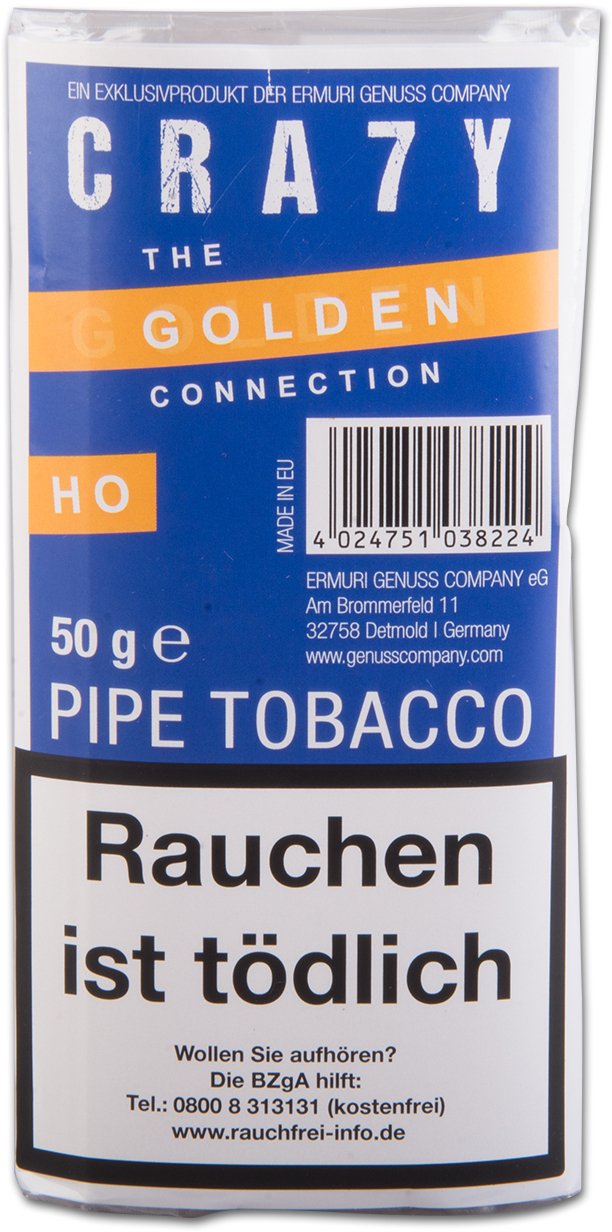 EIN EXKLUSIVPRODUKT DER ERMURI GENUSS COMPANY
CRA7Y
THE
GOLDEN
CONNECTION
HO
MADE IN EU
4 024751 038224
ERMURI GENUSS COMPANY eG
Am Brommerfeld 11
32758 Detmold | Germany
www.genusscompany.com
50 g ℮
PIPE TOBACCO
Rauchen
ist tödlich
Wollen Sie aufhören?
Die BZgA hilft:
Tel.: 0800 8 313131 (kostenfrei)
www.rauchfrei-info.de